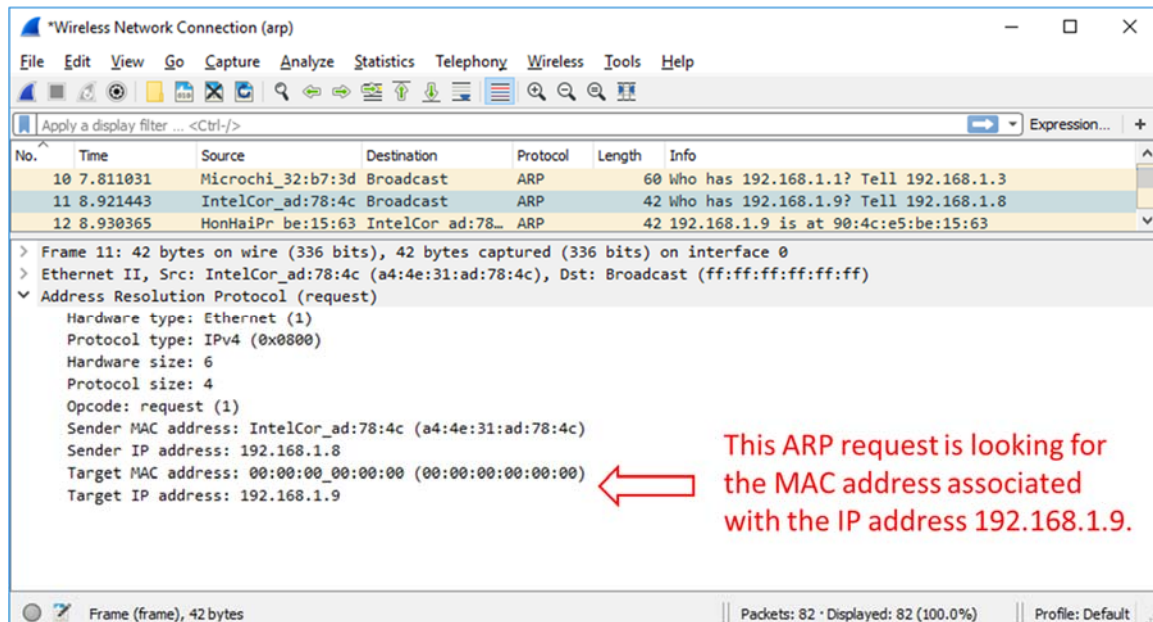 *Wireless Network Connection (arp)
File Edit View Go Capture Analyze Statistics Telephony Wireless Tools Help
Apply a display filter ... <Ctrl-/> Expression... +
No. Time Source Destination Protocol Length Info
10 7.811031 Microchi_32:b7:3d Broadcast ARP 60 Who has 192.168.1.1? Tell 192.168.1.3
11 8.921443 IntelCor_ad:78:4c Broadcast ARP 42 Who has 192.168.1.9? Tell 192.168.1.8
12 8.930365 HonHaiPr_be:15:63 IntelCor_ad:78… ARP 42 192.168.1.9 is at 90:4c:e5:be:15:63
> Frame 11: 42 bytes on wire (336 bits), 42 bytes captured (336 bits) on interface 0
> Ethernet II, Src: IntelCor_ad:78:4c (a4:4e:31:ad:78:4c), Dst: Broadcast (ff:ff:ff:ff:ff:ff)
Address Resolution Protocol (request)
Hardware type: Ethernet (1)
Protocol type: IPv4 (0x0800)
Hardware size: 6
Protocol size: 4
Opcode: request (1)
Sender MAC address: IntelCor_ad:78:4c (a4:4e:31:ad:78:4c)
Sender IP address: 192.168.1.8
Target MAC address: 00:00:00_00:00:00 (00:00:00:00:00:00)
Target IP address: 192.168.1.9
This ARP request is looking for
the MAC address associated
with the IP address 192.168.1.9.
Frame (frame), 42 bytes Packets: 82 · Displayed: 82 (100.0%) Profile: Default